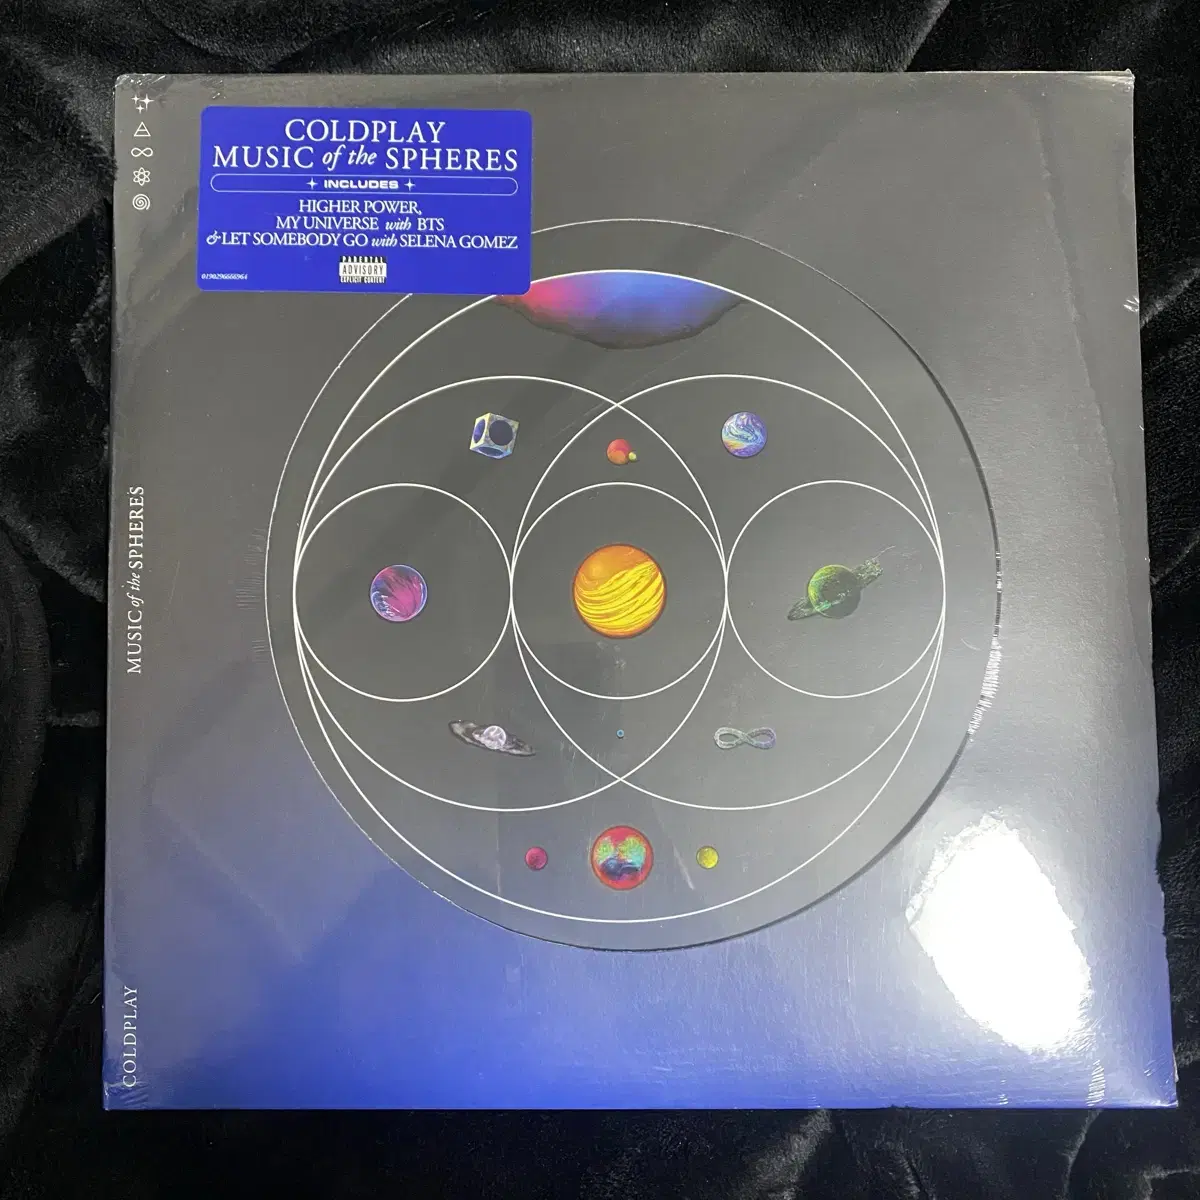 COLDPLAY
MUSIC of the SPHERES
INCLUDES
HIGHER POWER,
MY UNIVERSE with BTS
& LET SOMEBODY GO with SELENA GOMEZ
PARENTAL
ADVISORY
EXPLICIT CONTENT
0190296666964
MUSIC of the SPHERES
COLDPLAY